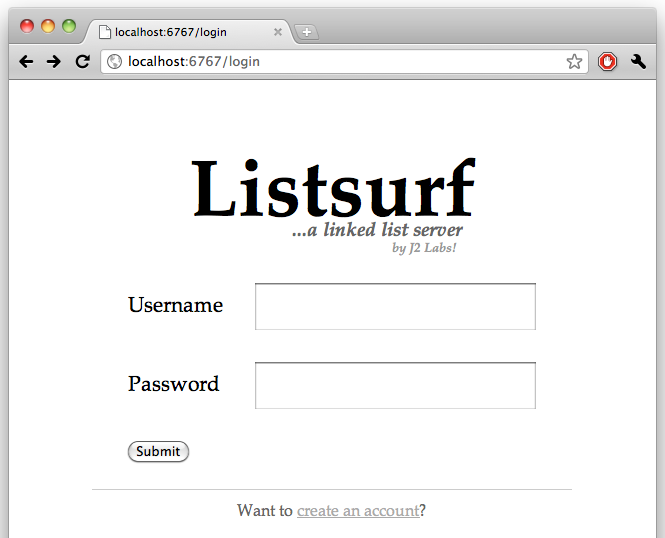 localhost:6767/login
localhost:6767/login
Listsurf
...a linked list server
by J2 Labs!
Username
Password
Submit
Want to create an account?